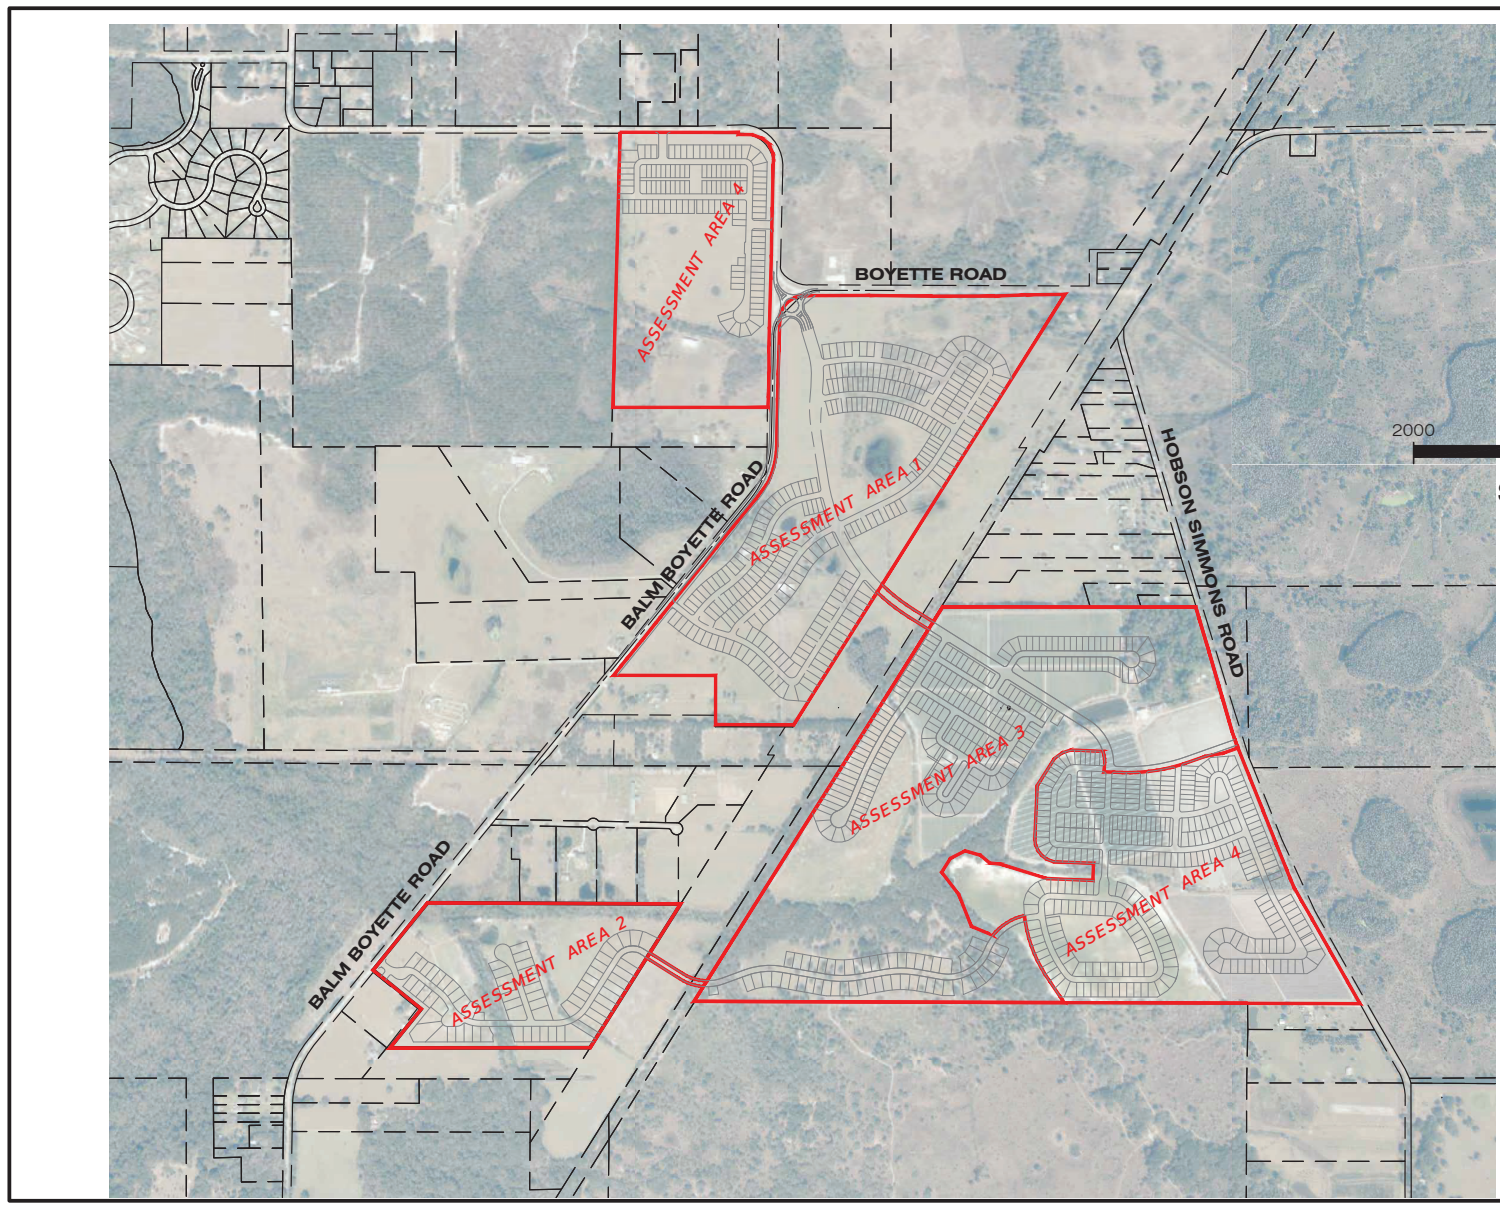 ASSESSMENT AREA 4
BOYETTE ROAD
2000
HOBSON SIMMONS ROAD
ASSESSMENT AREA 1
BALM BOYETTE ROAD
ASSESSMENT AREA 3
ASSESSMENT AREA 4
BALM BOYETTE ROAD
ASSESSMENT AREA 2